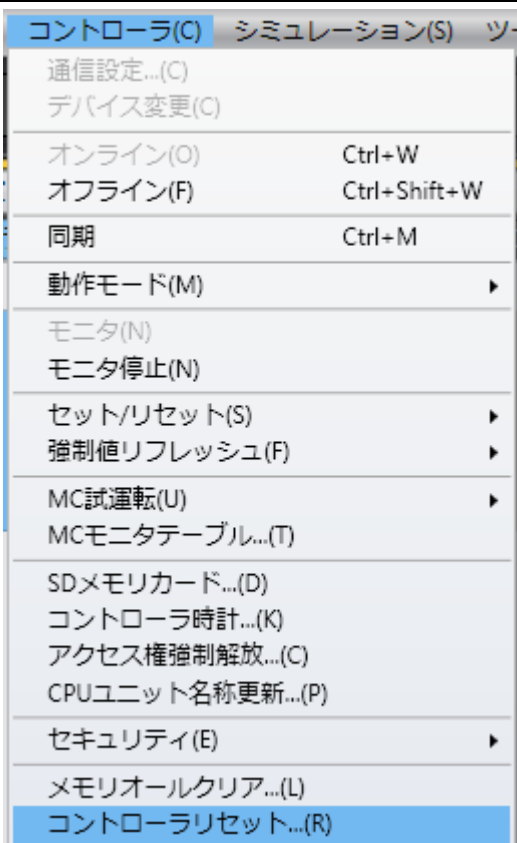 コントローラ(C) シミュレーション(S) ツー
通信設定...(C)
デバイス変更(C)
オンライン(O) Ctrl+W
オフライン(F) Ctrl+Shift+W
同期 Ctrl+M
動作モード(M)
モニタ(N)
モニタ停止(N)
セット/リセット(S)
強制値リフレッシュ(F)
MC試運転(U)
MCモニタテーブル...(T)
SDメモリカード...(D)
コントローラ時計...(K)
アクセス権強制解放...(C)
CPUユニット名称更新...(P)
セキュリティ(E)
メモリオールクリア...(L)
コントローラリセット...(R)